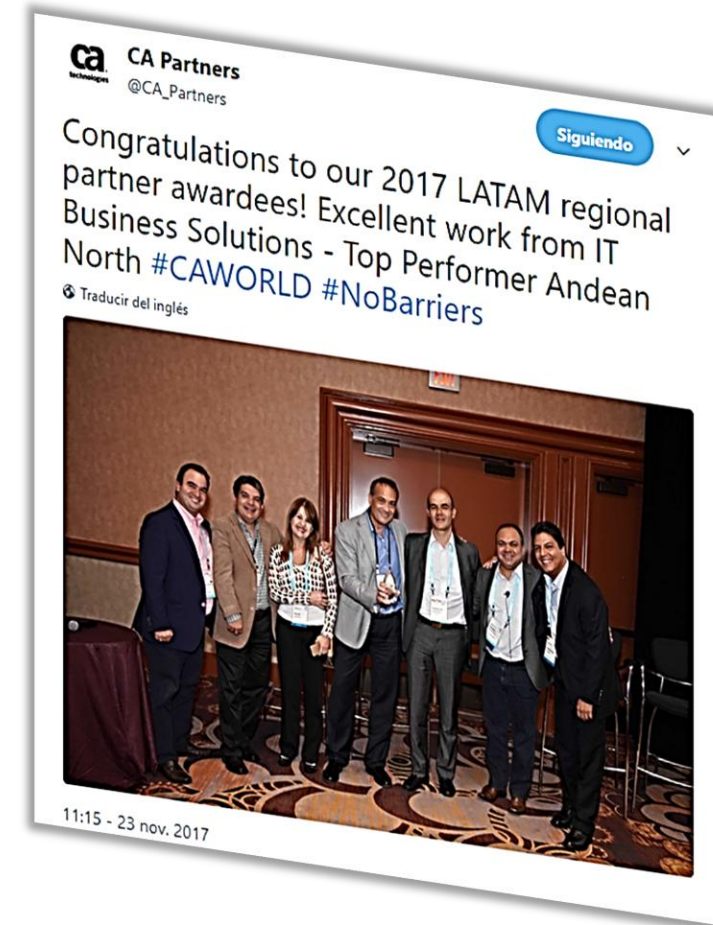 ca
technologies
CA Partners
@CA_Partners
Siguiendo
Congratulations to our 2017 LATAM regional
partner awardees! Excellent work from IT
Business Solutions - Top Performer Andean
North #CAWORLD #NoBarriers
Traducir del inglés
11:15 - 23 nov. 2017